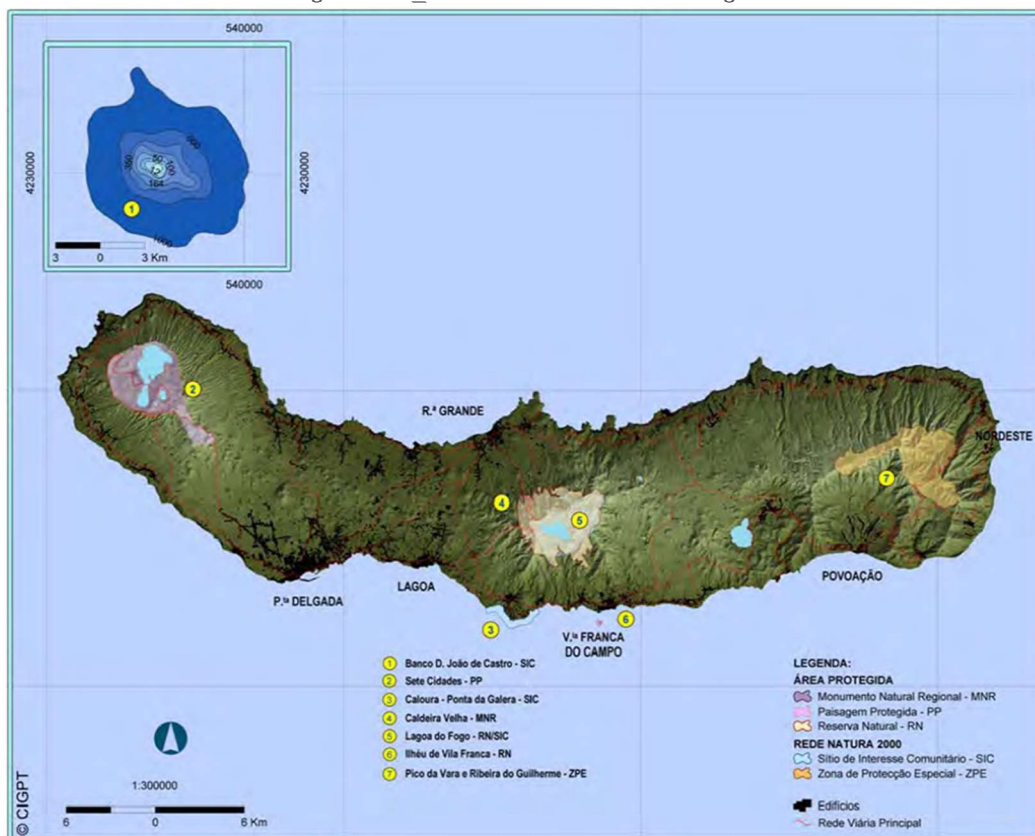 540000
4230000
4230000
50
100
184
1000
1
3 0 3 Km
540000
2
R.ª GRANDE
NORDESTE
4
5
7
P.ta DELGADA
LAGOA
POVOAÇÃO
3
6
V.ta FRANCA
DO CAMPO
1 Banco D. João de Castro - SIC
2 Sete Cidades - PP
3 Caloura - Ponta da Galera - SIC
4 Caldeira Velha - MNR
5 Lagoa do Fogo - RN/SIC
6 Ilhéu de Vila Franca - RN
7 Pico da Vara e Ribeira do Guilherme - ZPE
LEGENDA:
ÁREA PROTEGIDA
Monumento Natural Regional - MNR
Paisagem Protegida - PP
Reserva Natural - RN
REDE NATURA 2000
Sítio de Interesse Comunitário - SIC
Zona de Protecção Especial - ZPE
Edifícios
Rede Viária Principal
1:300000
6 0 6 Km
© CIGPT